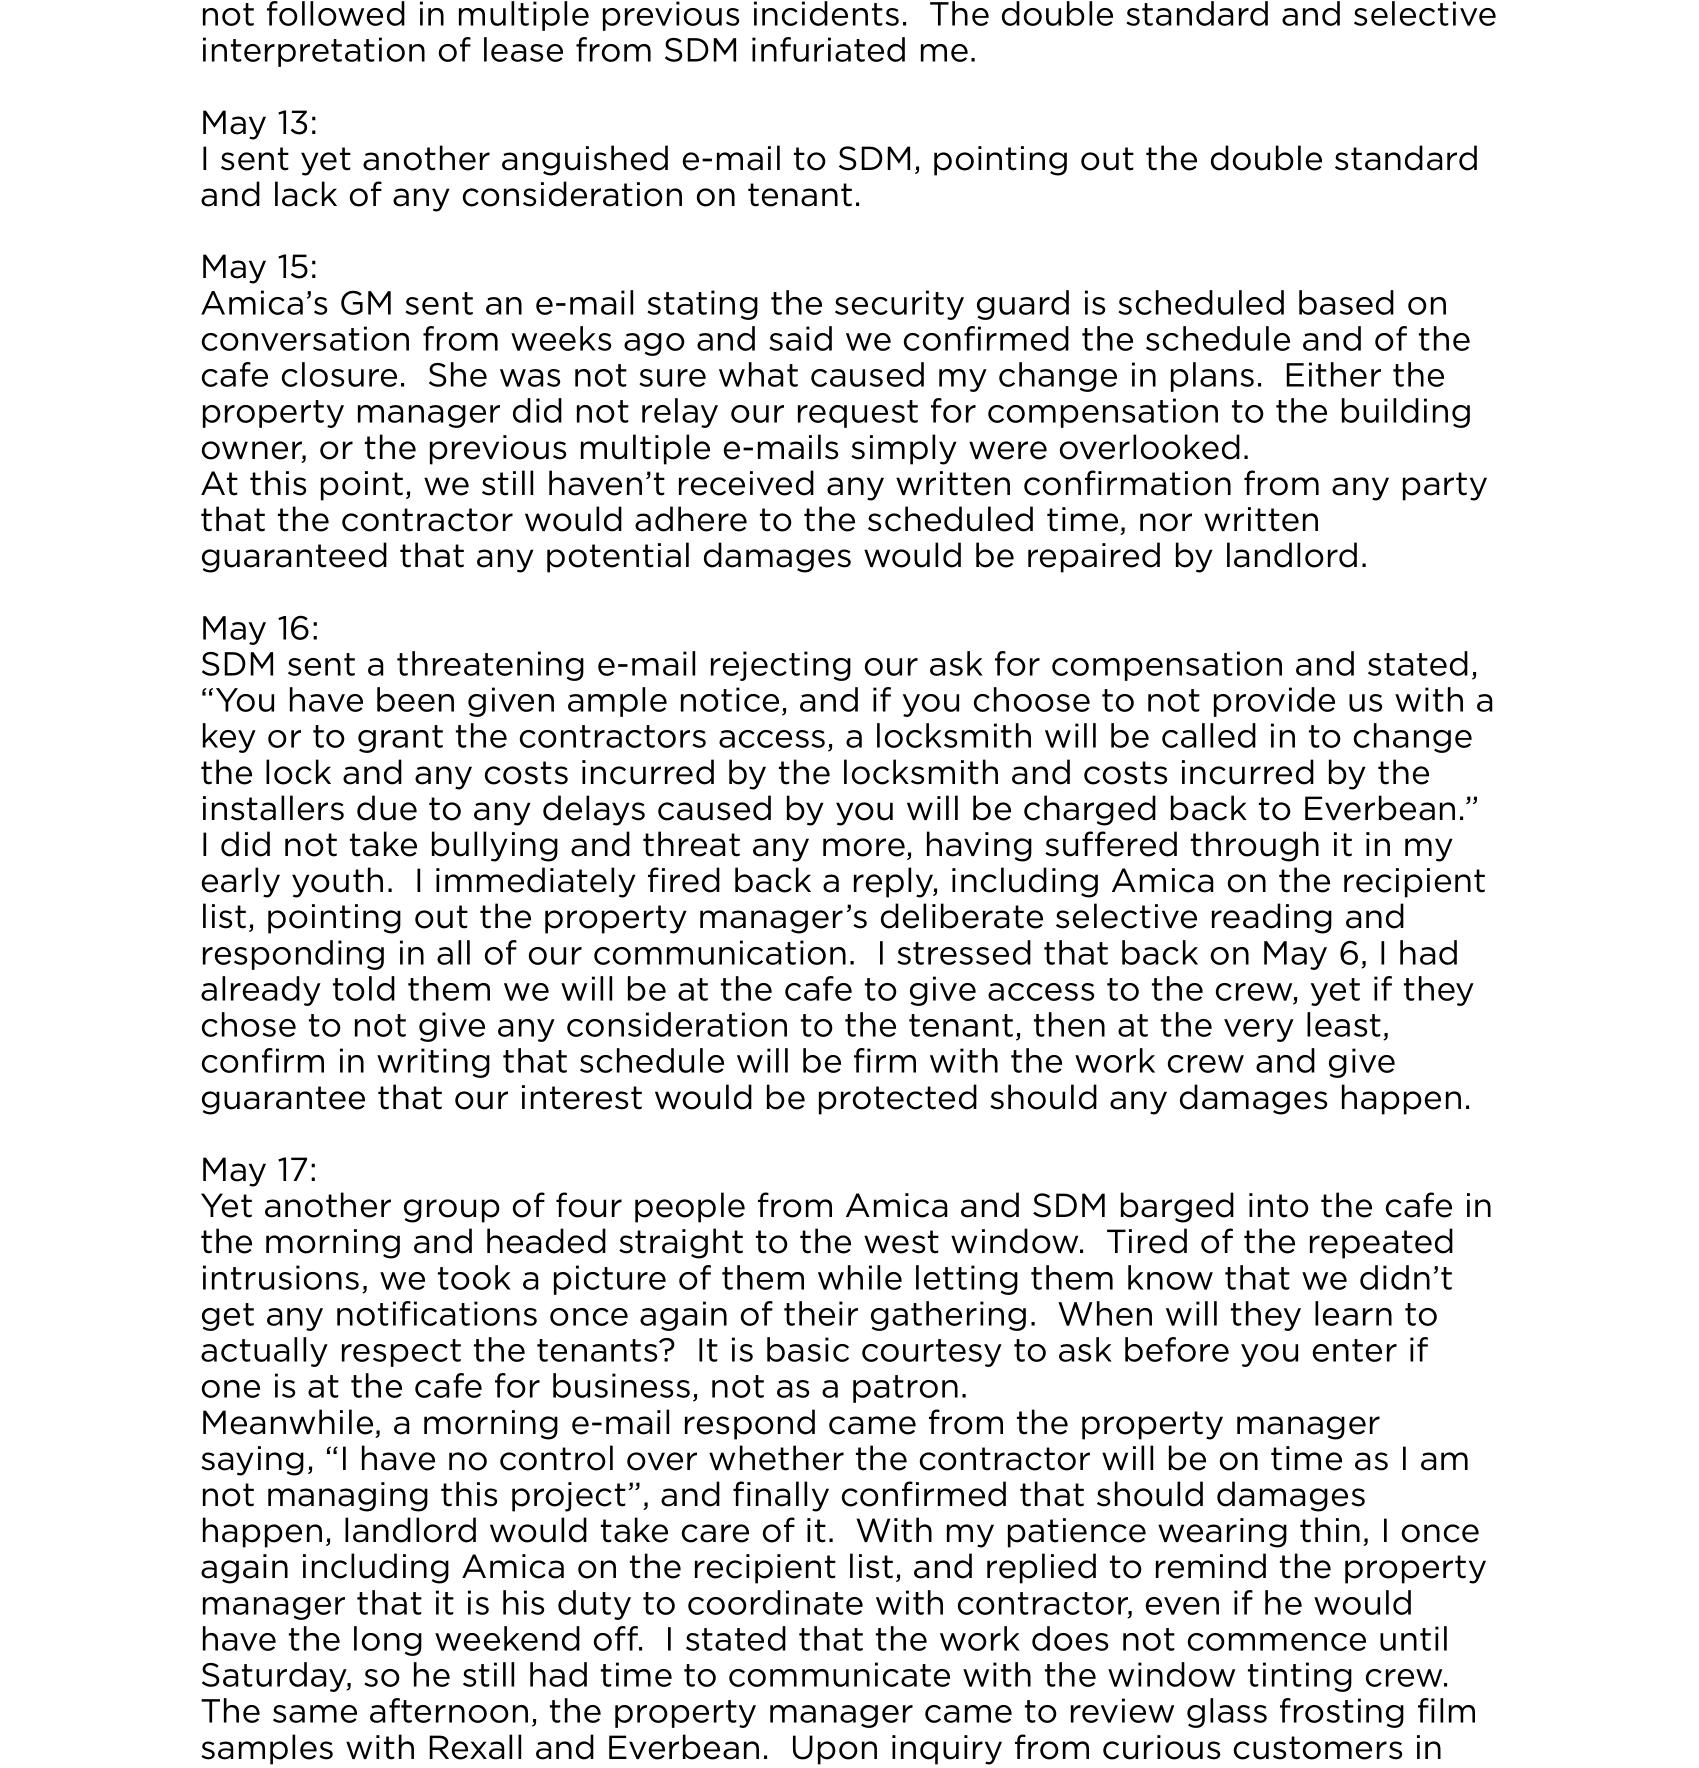 not followed in multiple previous incidents.  The double standard and selective
interpretation of lease from SDM infuriated me.
May 13:
I sent yet another anguished e-mail to SDM, pointing out the double standard
and lack of any consideration on tenant.
May 15:
Amica’s GM sent an e-mail stating the security guard is scheduled based on
conversation from weeks ago and said we confirmed the schedule and of the
cafe closure.  She was not sure what caused my change in plans.  Either the
property manager did not relay our request for compensation to the building
owner, or the previous multiple e-mails simply were overlooked.
At this point, we still haven’t received any written confirmation from any party
that the contractor would adhere to the scheduled time, nor written
guaranteed that any potential damages would be repaired by landlord.
May 16:
SDM sent a threatening e-mail rejecting our ask for compensation and stated,
“You have been given ample notice, and if you choose to not provide us with a
key or to grant the contractors access, a locksmith will be called in to change
the lock and any costs incurred by the locksmith and costs incurred by the
installers due to any delays caused by you will be charged back to Everbean.”
I did not take bullying and threat any more, having suffered through it in my
early youth.  I immediately fired back a reply, including Amica on the recipient
list, pointing out the property manager’s deliberate selective reading and
responding in all of our communication.  I stressed that back on May 6, I had
already told them we will be at the cafe to give access to the crew, yet if they
chose to not give any consideration to the tenant, then at the very least,
confirm in writing that schedule will be firm with the work crew and give
guarantee that our interest would be protected should any damages happen.
May 17:
Yet another group of four people from Amica and SDM barged into the cafe in
the morning and headed straight to the west window.  Tired of the repeated
intrusions, we took a picture of them while letting them know that we didn’t
get any notifications once again of their gathering.  When will they learn to
actually respect the tenants?  It is basic courtesy to ask before you enter if
one is at the cafe for business, not as a patron.
Meanwhile, a morning e-mail respond came from the property manager
saying, “I have no control over whether the contractor will be on time as I am
not managing this project”, and finally confirmed that should damages
happen, landlord would take care of it.  With my patience wearing thin, I once
again including Amica on the recipient list, and replied to remind the property
manager that it is his duty to coordinate with contractor, even if he would
have the long weekend off.  I stated that the work does not commence until
Saturday, so he still had time to communicate with the window tinting crew.
The same afternoon, the property manager came to review glass frosting film
samples with Rexall and Everbean.  Upon inquiry from curious customers in